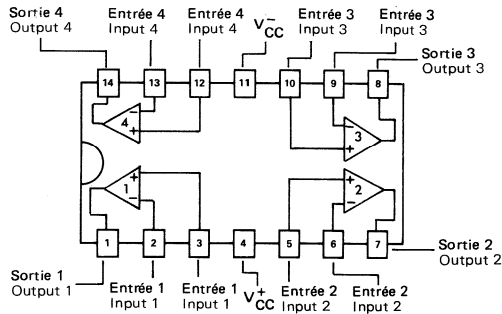 Sortie 4
Output 4
Entrée 4
Input 4
Entrée 4
Input 4
V⁻CC
Entrée 3
Input 3
Entrée 3
Input 3
Sortie 3
Output 3
14 13 12 11 10 9 8
4 − +
− + 3
1 + −
+ − 2
1 2 3 4 5 6 7
Sortie 1
Output 1
Entrée 1
Input 1
Entrée 1
Input 1
V⁺CC
Entrée 2
Input 2
Entrée 2
Input 2
Sortie 2
Output 2